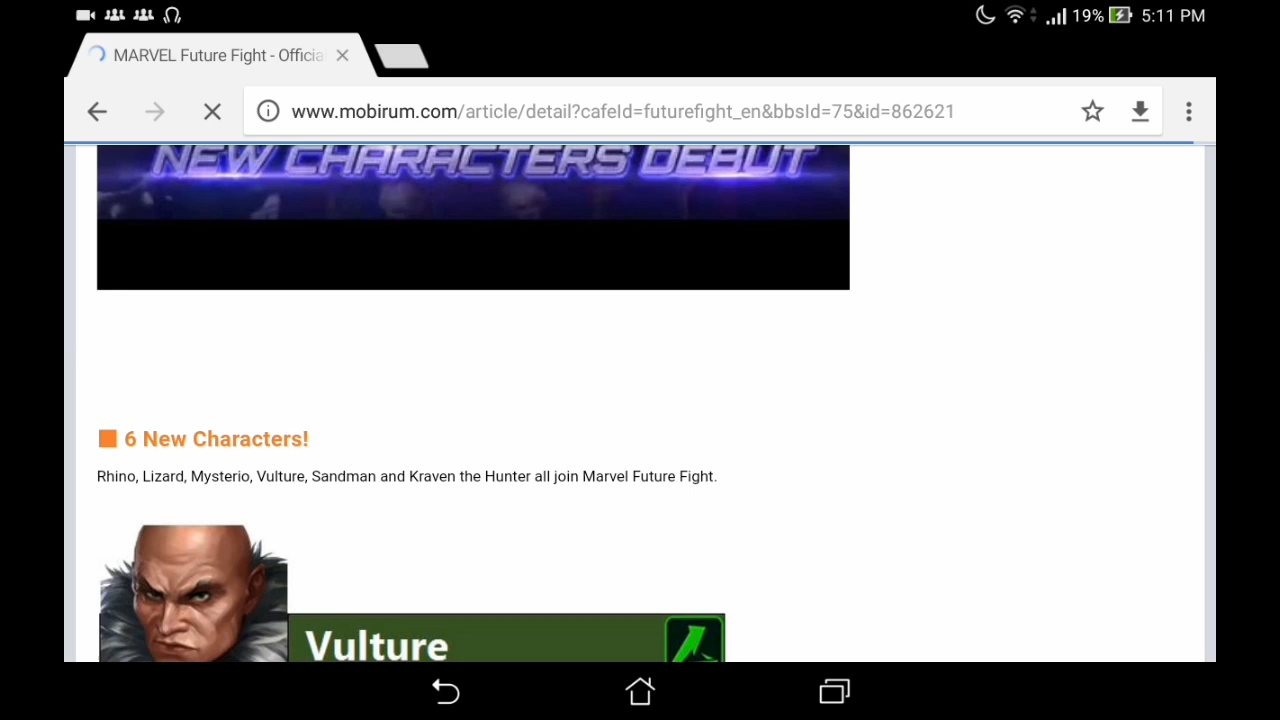 19% 5:11 PM
MARVEL Future Fight - Officia
www.mobirum.com/article/detail?cafeId=futurefight_en&bbsId=75&id=862621
NEW CHARACTERS DEBUT
6 New Characters!
Rhino, Lizard, Mysterio, Vulture, Sandman and Kraven the Hunter all join Marvel Future Fight.
Vulture